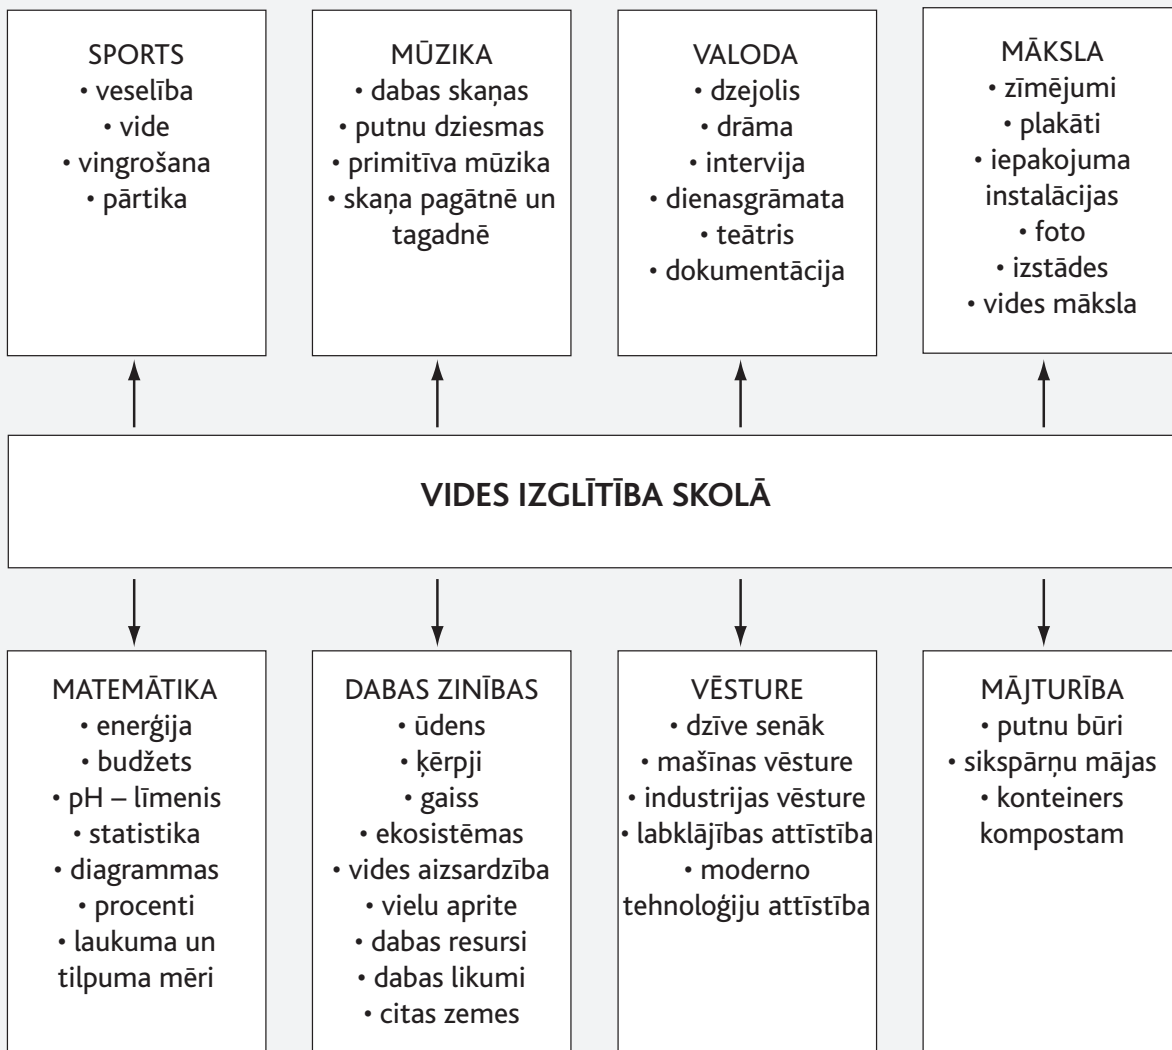 SPORTS
• veselība
• vide
• vingrošana
• pārtika
MŪZIKA
• dabas skaņas
• putnu dziesmas
• primitīva mūzika
• skaņa pagātnē un
tagadnē
VALODA
• dzejolis
• drāma
• intervija
• dienasgrāmata
• teātris
• dokumentācija
MĀKSLA
• zīmējumi
• plakāti
• iepakojuma
instalācijas
• foto
• izstādes
• vides māksla
VIDES IZGLĪTĪBA SKOLĀ
MATEMĀTIKA
• enerģija
• budžets
• pH – līmenis
• statistika
• diagrammas
• procenti
• laukuma un
tilpuma mēri
DABAS ZINĪBAS
• ūdens
• ķērpji
• gaiss
• ekosistēmas
• vides aizsardzība
• vielu aprite
• dabas resursi
• dabas likumi
• citas zemes
VĒSTURE
• dzīve senāk
• mašīnas vēsture
• industrijas vēsture
• labklājības attīstība
• moderno
tehnoloģiju attīstība
MĀJTURĪBA
• putnu būri
• sikspārņu mājas
• konteiners
kompostam